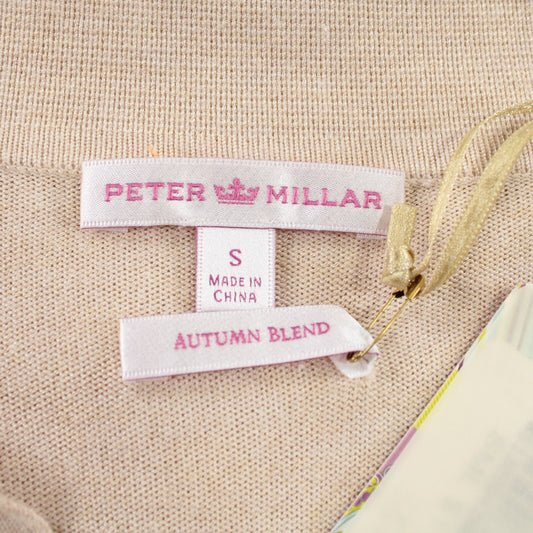 PETER MILLAR
S
MADE IN
CHINA
AUTUMN BLEND